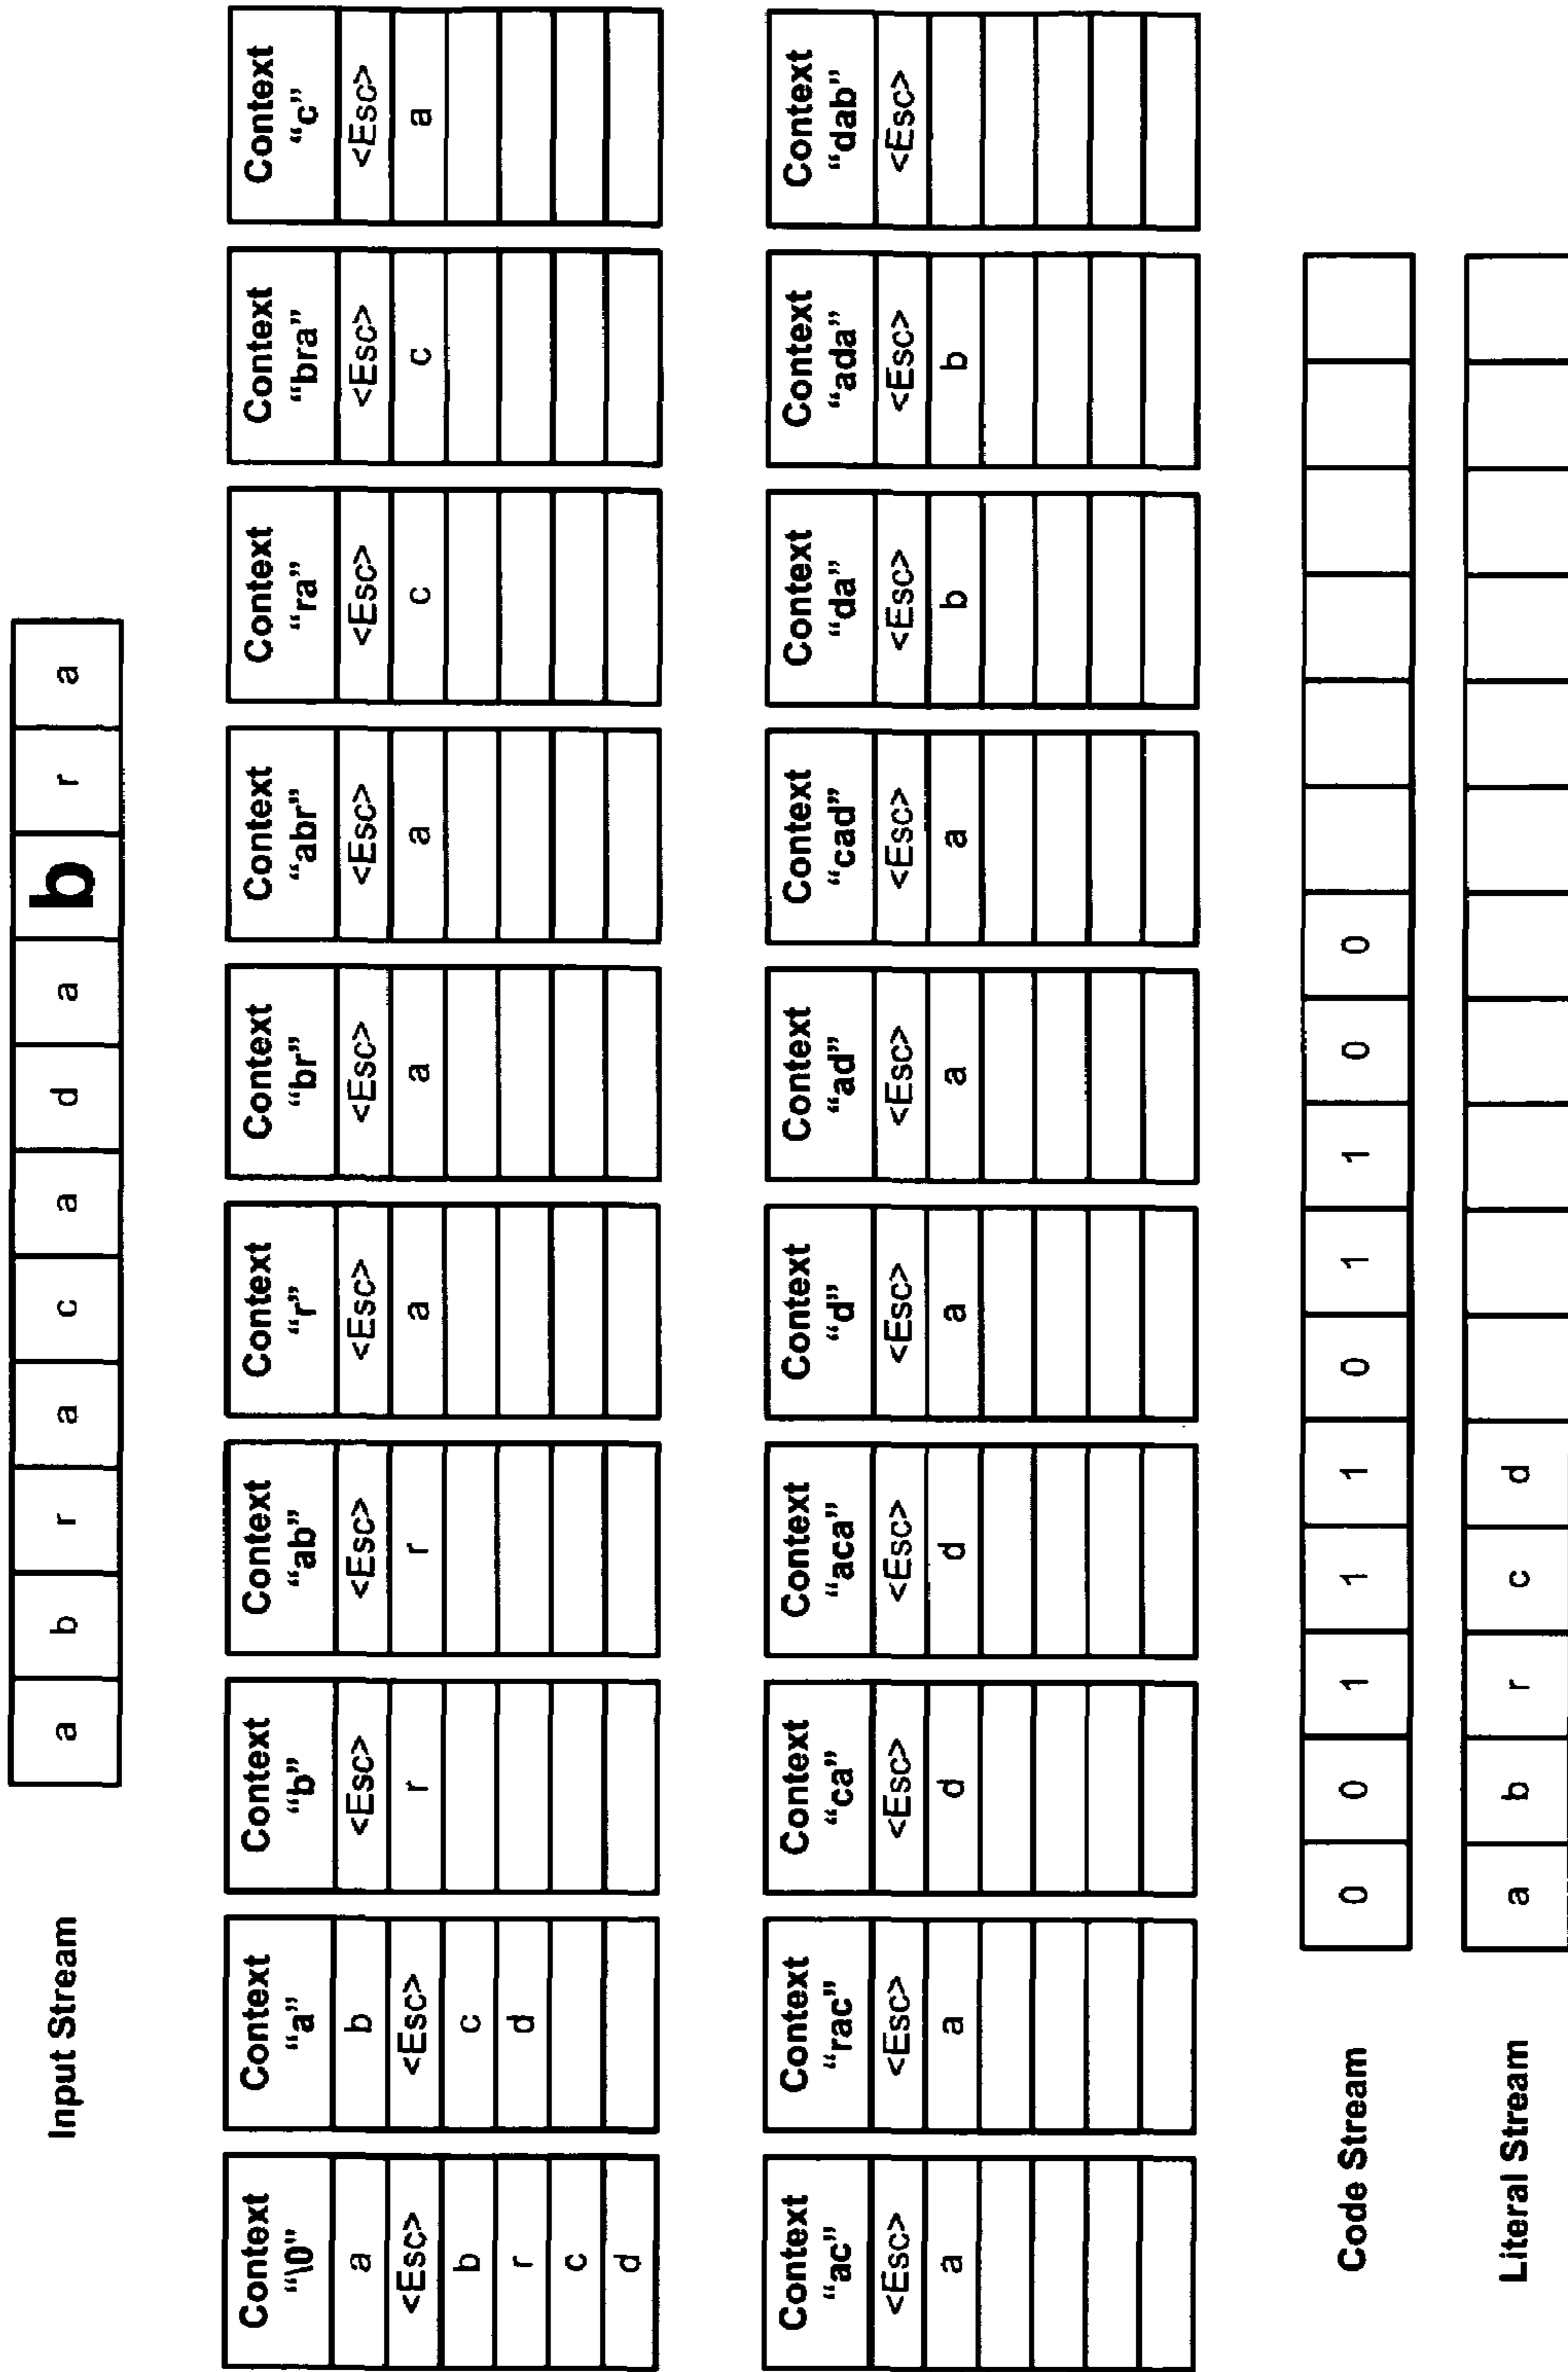 Input Stream a b r a c a d a b r a
Context "\0" Context "a" Context "b" Context "ab" Context "r" Context "br" Context "abr" Context "ra" Context "bra" Context "c"
a b <Esc> <Esc> <Esc> <Esc> <Esc> <Esc> <Esc> <Esc>
<Esc> <Esc> r r a a a c c a
b c
r d
c
d
Context "ac" Context "rac" Context "ca" Context "aca" Context "d" Context "ad" Context "cad" Context "da" Context "ada" Context "dab"
<Esc> <Esc> <Esc> <Esc> <Esc> <Esc> <Esc> <Esc> <Esc> <Esc>
a a d d a a a b b
Code Stream 0 0 1 1 1 0 1 1 0 0
Literal Stream a b r c d